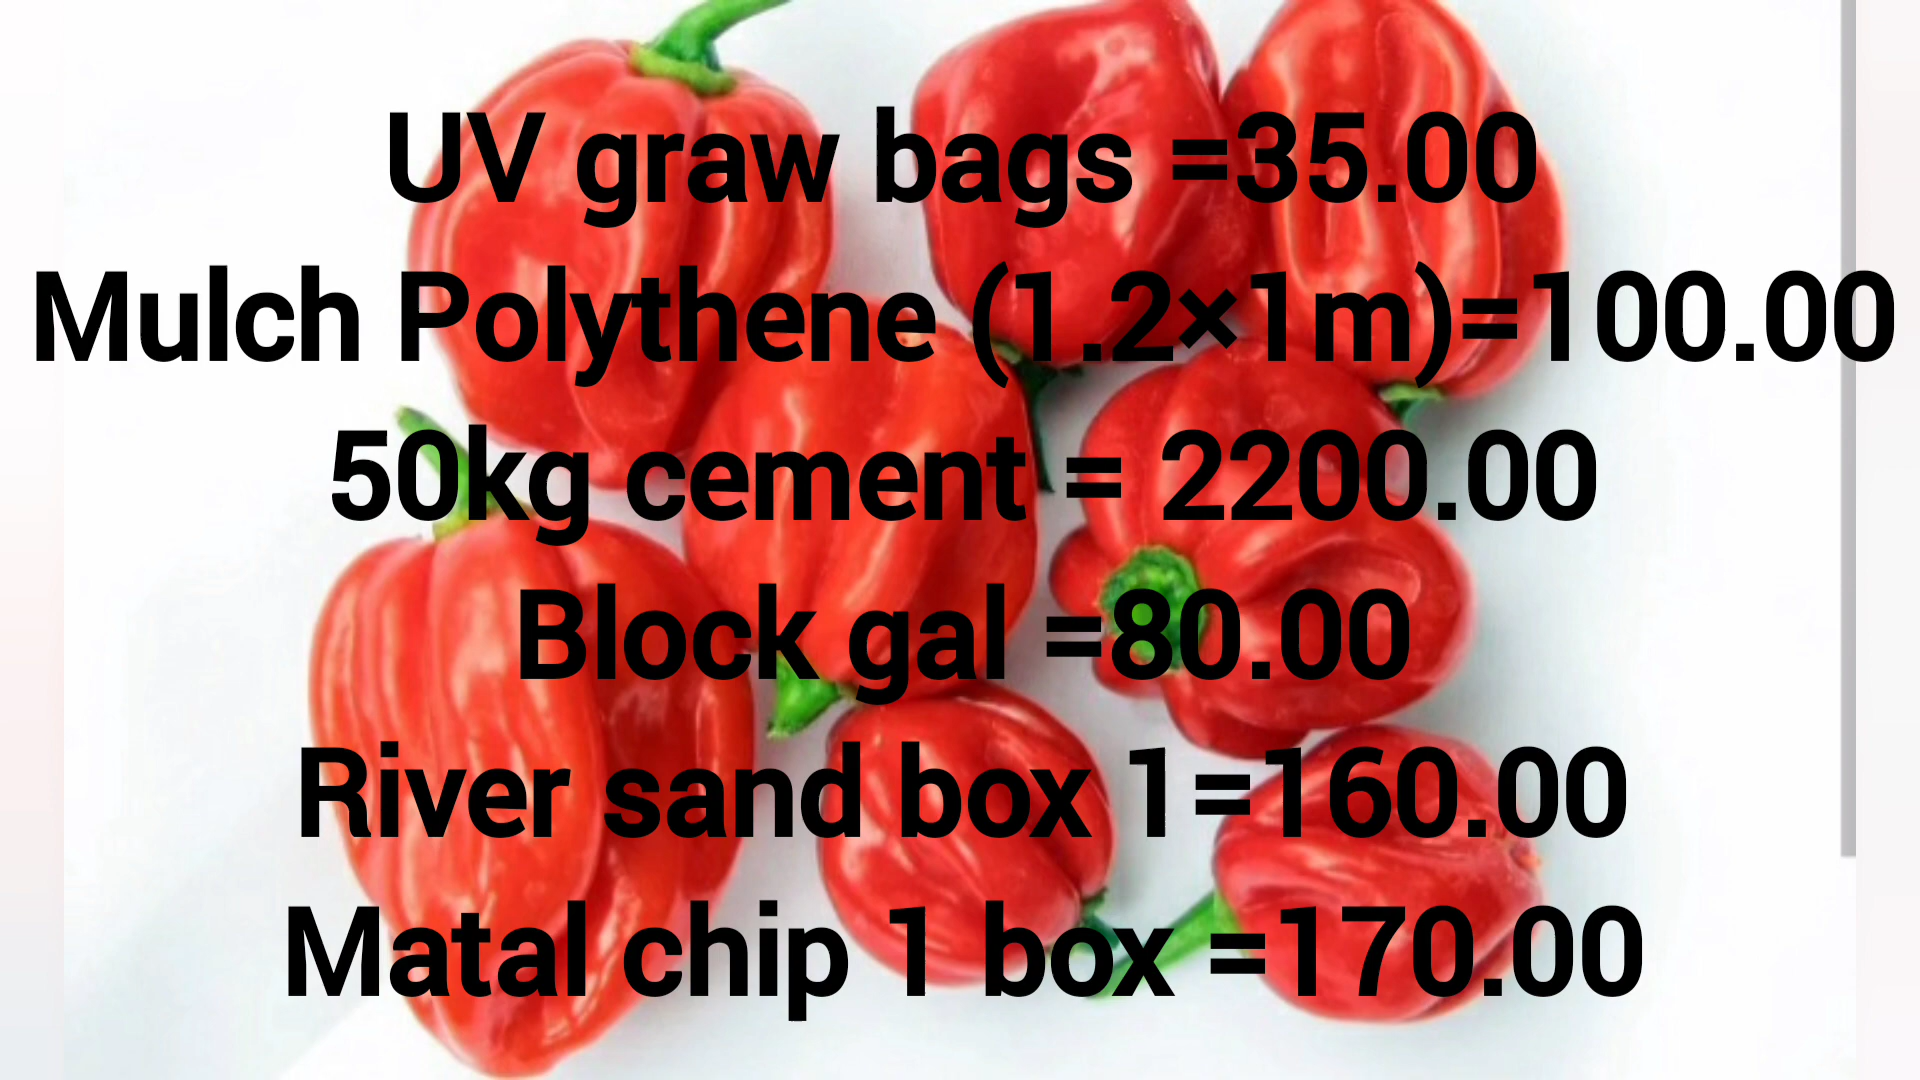 UV graw bags =35.00
Mulch Polythene (1.2×1m)=100.00
50kg cement = 2200.00
Block gal =80.00
River sand box 1=160.00
Matal chip 1 box =170.00